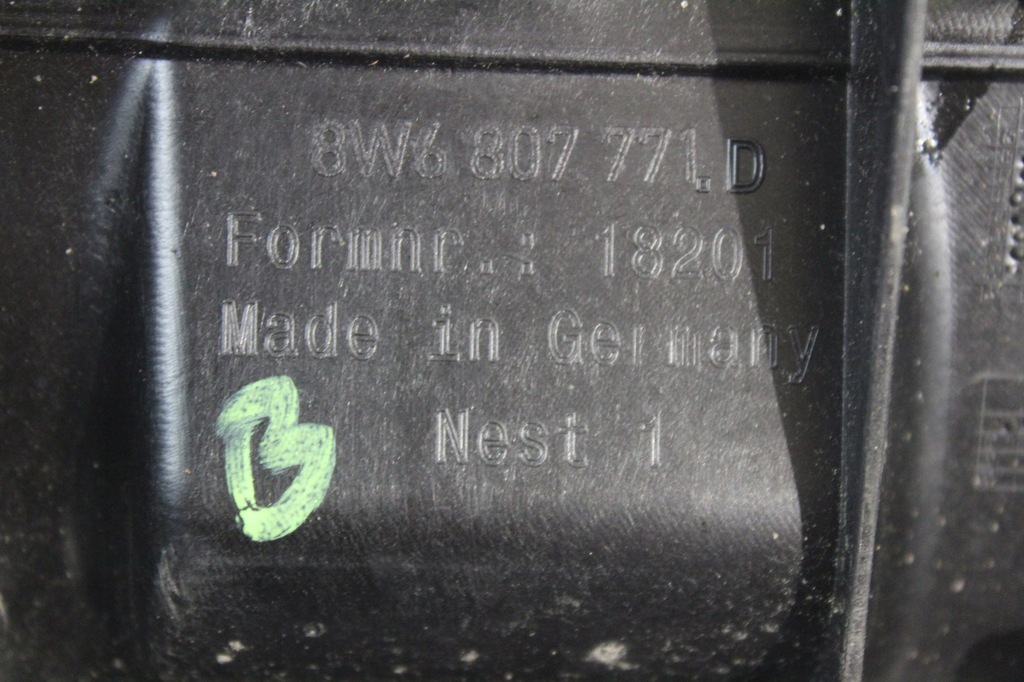 8W6 807 771.D
Formnr.: 18201
Made in Germany
B
Nest 1